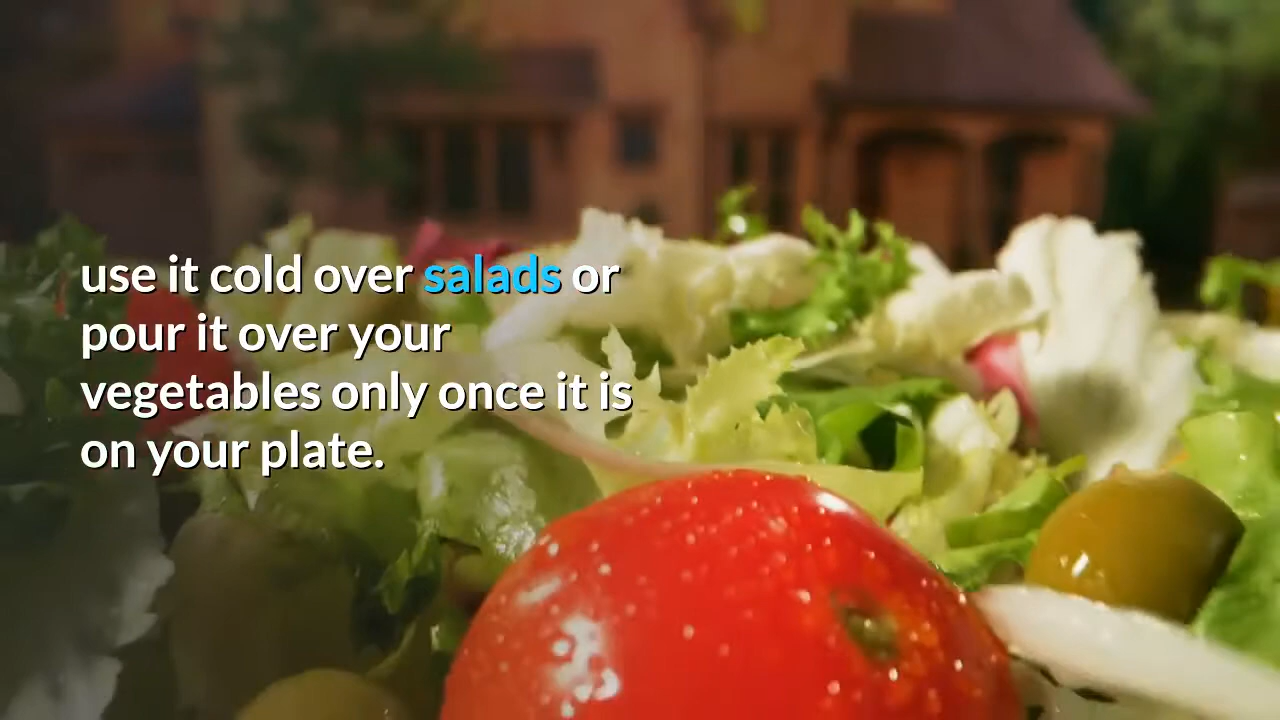 use it cold over salads or
pour it over your
vegetables only once it is
on your plate.